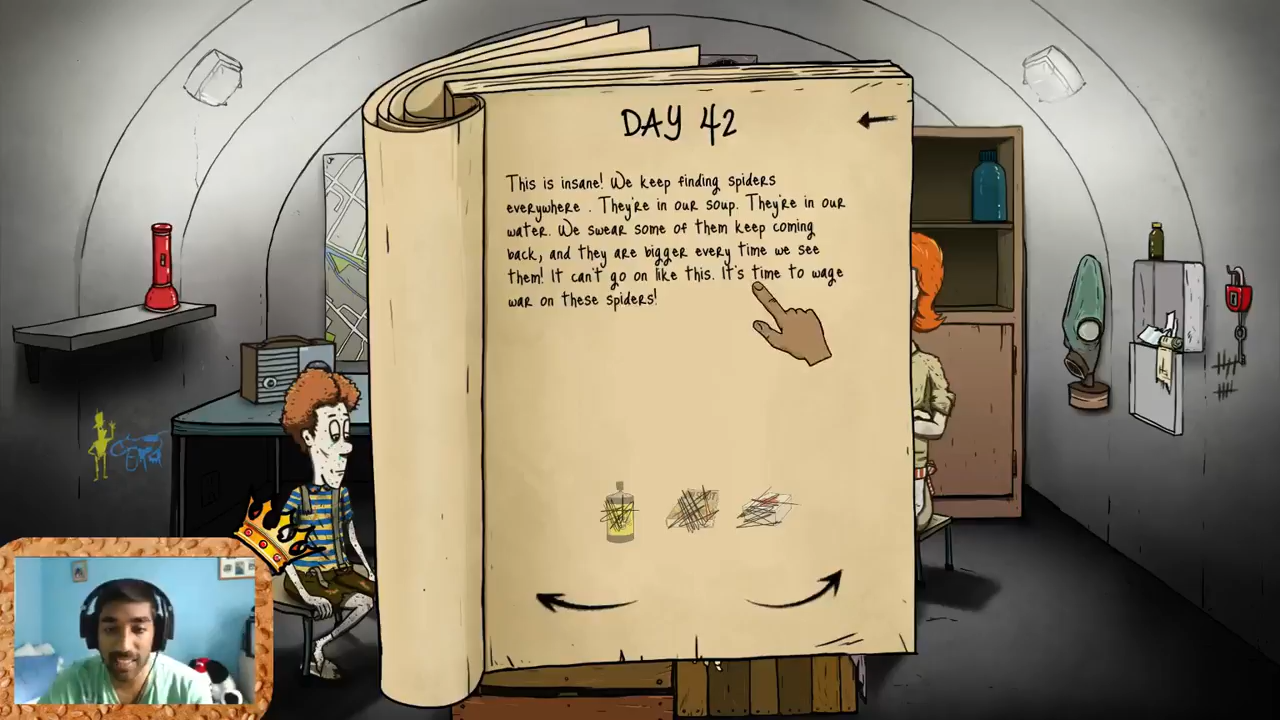 DAY 42
This is insane! We keep finding spiders
everywhere . They're in our soup. They're in our
water. We swear some of them keep coming
back, and they are bigger every time we see
them! It can't go on like this. It's time to wage
war on these spiders!